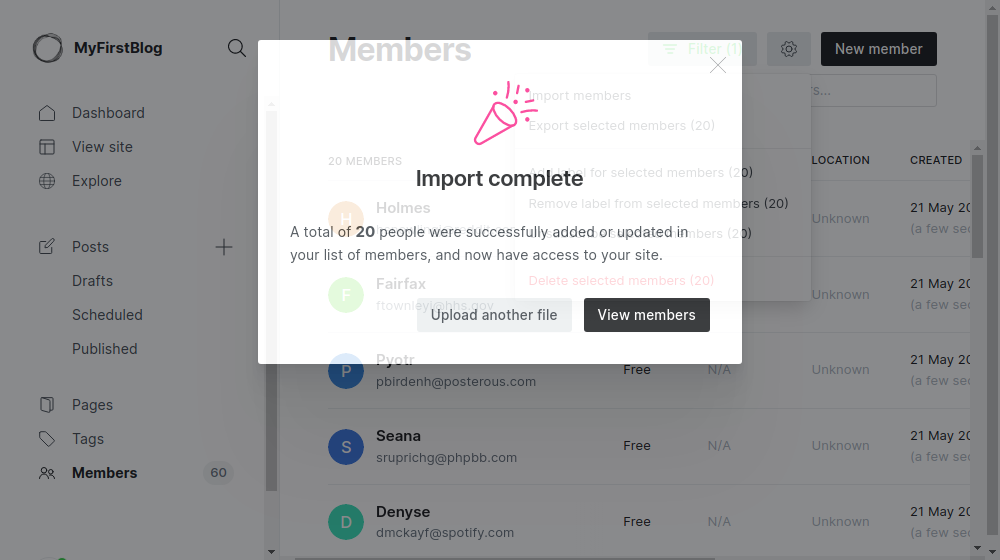 MyFirstBlog
Dashboard
View site
Explore
Posts
Drafts
Scheduled
Published
Pages
Tags
Members
60
Members
Filter (1)
New member
Import members
Export selected members (20)
Add label for selected members (20)
Remove label from selected members (20)
members (20)
Delete selected members (20)
Import complete
A total of 20 people were successfully added or updated in
your list of members, and now have access to your site.
Upload another file
View members
20 MEMBERS
LOCATION
CREATED
H
Holmes
Unknown
21 May 20
(a few sec
F
Fairfax
ftownleyi@hhs.gov
Unknown
21 May 20
(a few sec
P
Pyotr
pbirdenh@posterous.com
Free
N/A
Unknown
21 May 20
(a few sec
S
Seana
sruprichg@phpbb.com
Free
N/A
Unknown
21 May 20
(a few sec
D
Denyse
dmckayf@spotify.com
Free
N/A
Unknown
21 May 20
(a few sec